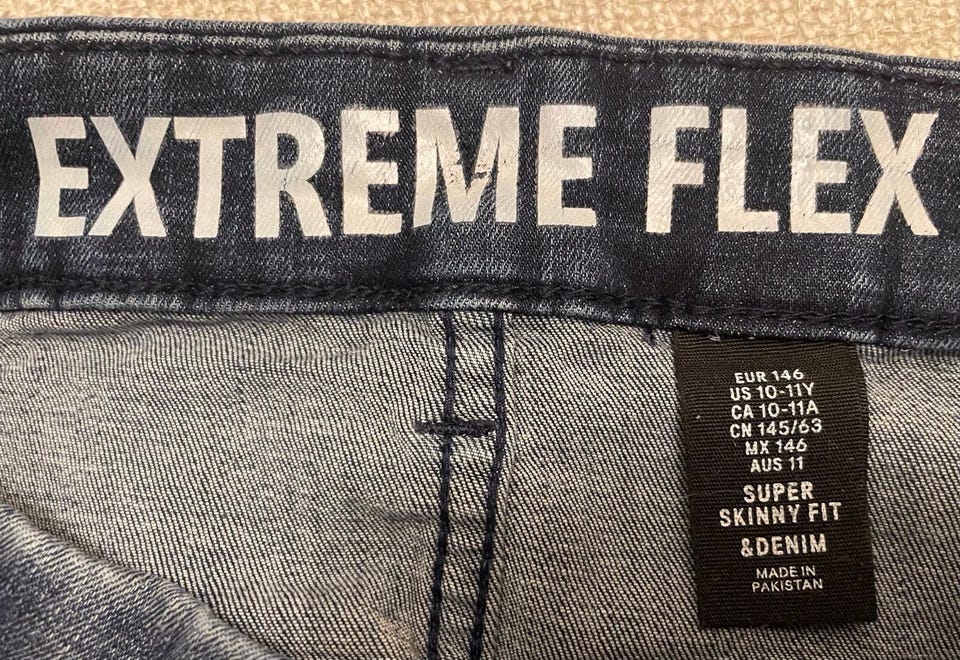 EXTREME FLEX
EUR 146
US 10-11Y
CA 10-11A
CN 145/63
MX 146
AUS 11
SUPER
SKINNY FIT
&DENIM
MADE IN
PAKISTAN